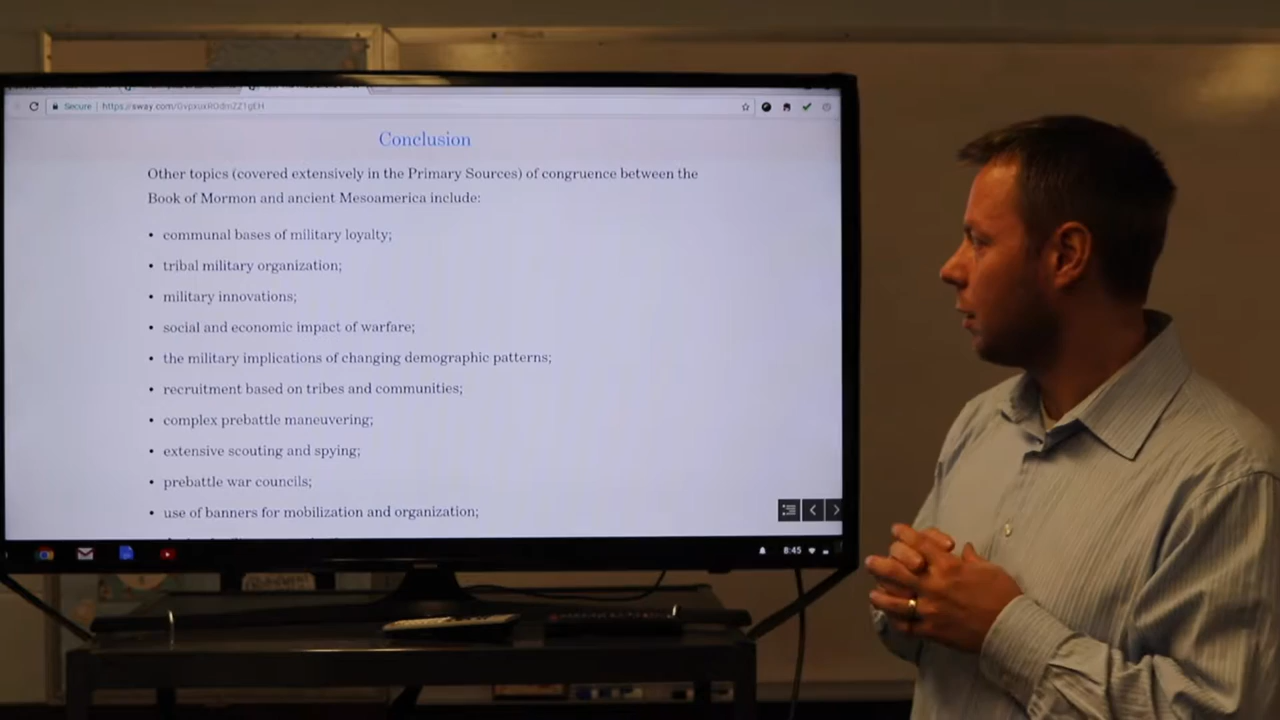 Secure | https://sway.com/
Conclusion
Other topics (covered extensively in the Primary Sources) of congruence between the
Book of Mormon and ancient Mesoamerica include:
• communal bases of military loyalty;
• tribal military organization;
• military innovations;
• social and economic impact of warfare;
• the military implications of changing demographic patterns;
• recruitment based on tribes and communities;
• complex prebattle maneuvering;
• extensive scouting and spying;
• prebattle war councils;
• use of banners for mobilization and organization;
8:45